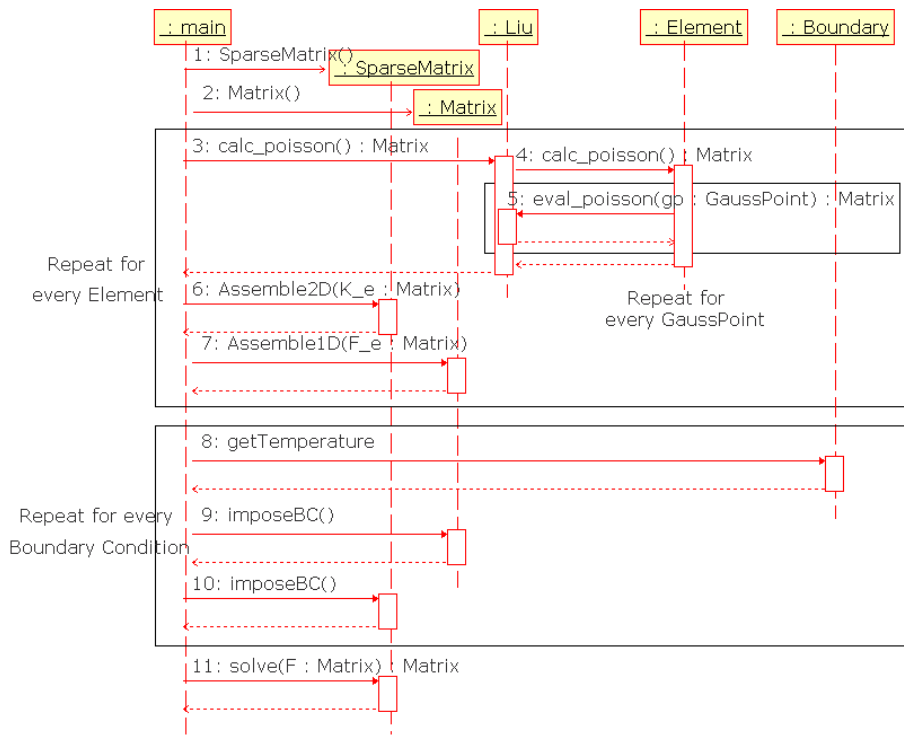 : main
: Liu
: Element
: Boundary
1: SparseMatrix()
: SparseMatrix
2: Matrix()
: Matrix
3: calc_poisson() : Matrix
4: calc_poisson() : Matrix
5: eval_poisson(gp : GaussPoint) : Matrix
Repeat for
every Element
6: Assemble2D(K_e : Matrix)
Repeat for
every GaussPoint
7: Assemble1D(F_e : Matrix)
8: getTemperature
Repeat for every
Boundary Condition
9: imposeBC()
10: imposeBC()
11: solve(F : Matrix) : Matrix